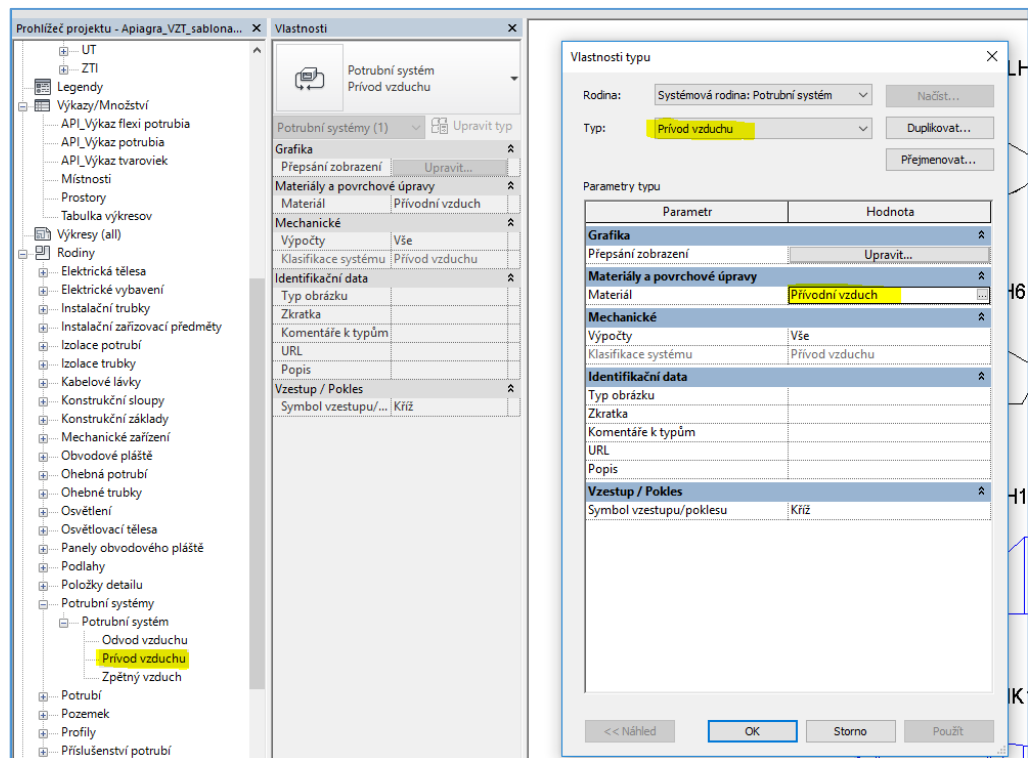 Prohlížeč projektu - Apiagra_VZT_sablona...
UT
ZTI
Legendy
Výkazy/Množství
API_Výkaz flexi potrubia
API_Výkaz potrubia
API_Výkaz tvaroviek
Místnosti
Prostory
Tabulka výkresov
Výkresy (all)
Rodiny
Elektrická tělesa
Elektrické vybavení
Instalační trubky
Instalační zařizovací předměty
Izolace potrubí
Izolace trubky
Kabelové lávky
Konstrukční sloupy
Konstrukční základy
Mechanické zařízení
Obvodové pláště
Ohebná potrubí
Ohebné trubky
Osvětlení
Osvětlovací tělesa
Panely obvodového pláště
Podlahy
Položky detailu
Potrubní systémy
Potrubní systém
Odvod vzduchu
Prívod vzduchu
Zpětný vzduch
Potrubí
Pozemek
Profily
Příslušenství potrubí
Vlastnosti
Potrubní systém
Prívod vzduchu
Potrubní systémy (1)
Upravit typ
Grafika
Přepsání zobrazení Upravit...
Materiály a povrchové úpravy
Materiál Přívodní vzduch
Mechanické
Výpočty Vše
Klasifikace systému Přívod vzduchu
Identifikační data
Typ obrázku
Zkratka
Komentáře k typům
URL
Popis
Vzestup / Pokles
Symbol vzestupu/... Kříž
Vlastnosti typu
Rodina: Systémová rodina: Potrubní systém Načíst...
Typ: Prívod vzduchu Duplikovat...
Přejmenovat...
Parametry typu
Parametr Hodnota
Grafika
Přepsání zobrazení Upravit...
Materiály a povrchové úpravy
Materiál Přívodní vzduch ...
Mechanické
Výpočty Vše
Klasifikace systému Přívod vzduchu
Identifikační data
Typ obrázku
Zkratka
Komentáře k typům
URL
Popis
Vzestup / Pokles
Symbol vzestupu/poklesu Kříž
<< Náhled OK Storno Použít